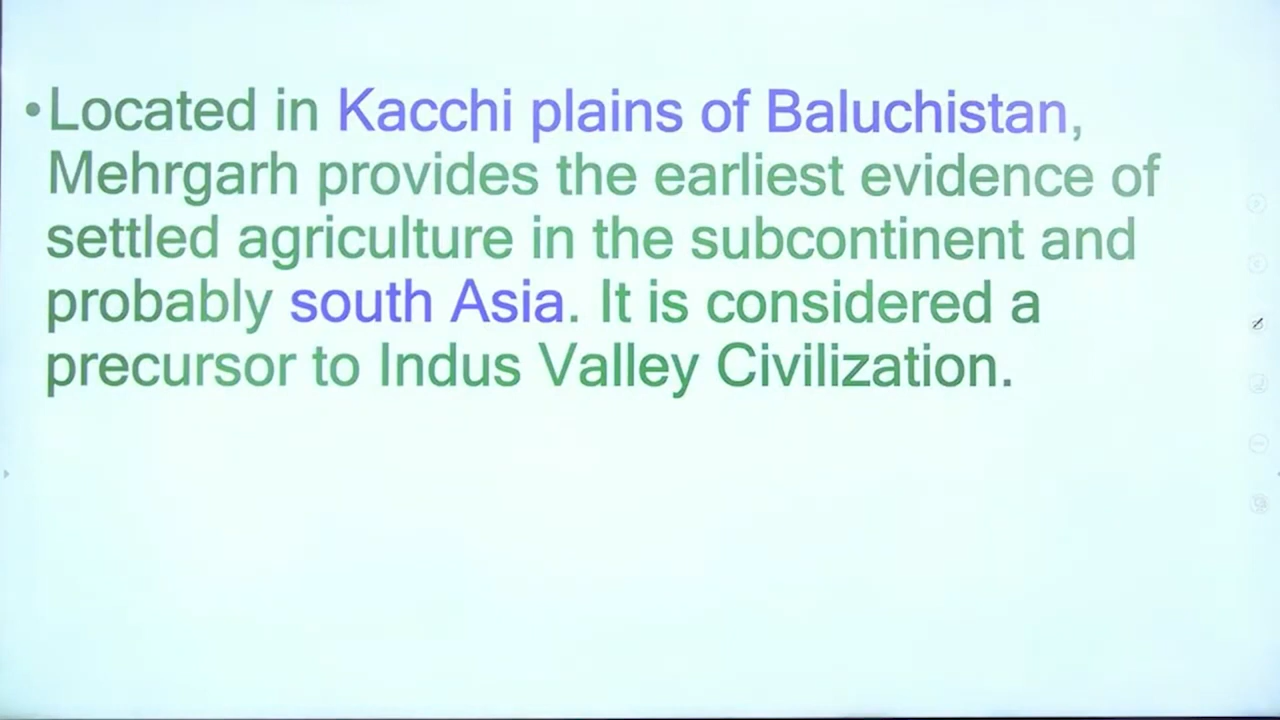 •Located in Kacchi plains of Baluchistan,
Mehrgarh provides the earliest evidence of
settled agriculture in the subcontinent and
probably south Asia. It is considered a
precursor to Indus Valley Civilization.